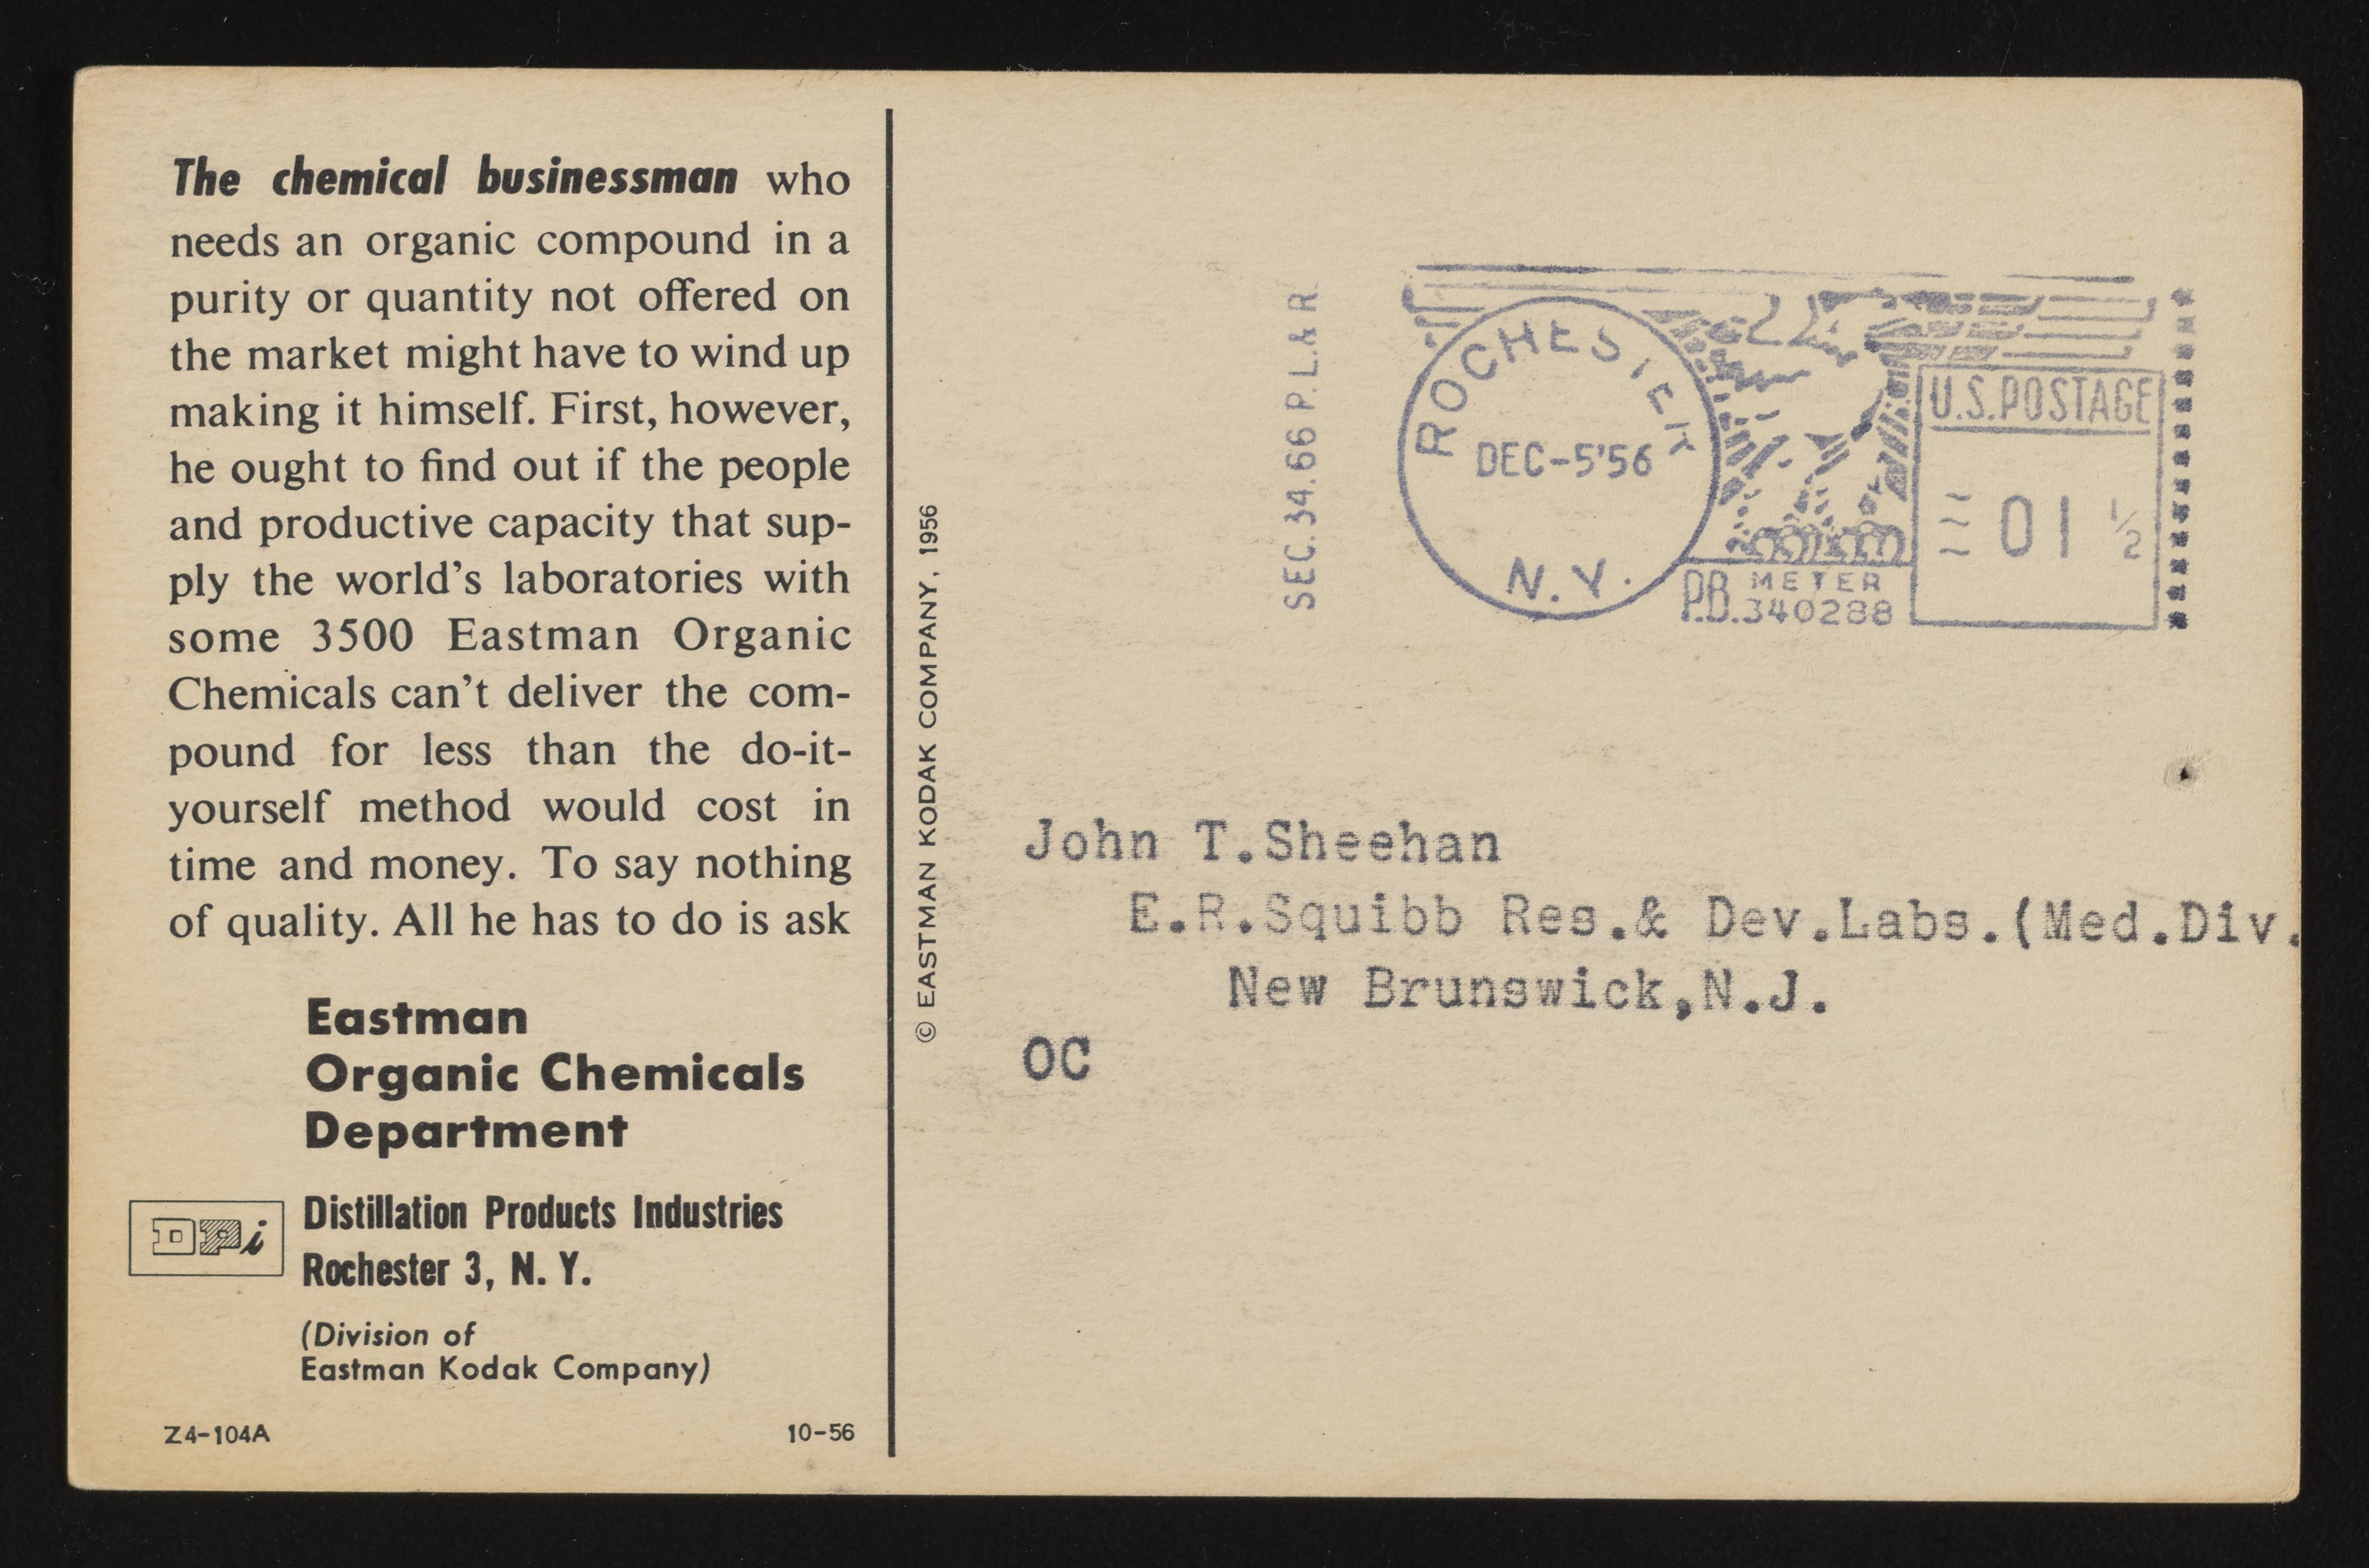 The chemical businessman who
needs an organic compound in a
purity or quantity not offered on
the market might have to wind up
making it himself. First, however,
he ought to find out if the people
and productive capacity that sup-
ply the world's laboratories with
some 3500 Eastman Organic
Chemicals can't deliver the com-
pound for less than the do-it-
yourself method would cost in
time and money. To say nothing
of quality. All he has to do is ask
Eastman
Organic Chemicals
Department
DPi
Distillation Products Industries
Rochester 3, N. Y.
(Division of
Eastman Kodak Company)
Z4-104A 10-56
© EASTMAN KODAK COMPANY, 1956
SEC. 34.66 P.L.& R.
ROCHESTER
DEC-5'56
N.Y.
U.S. POSTAGE
01 ½
P.B. METER
340288
John T.Sheehan
E.R.Squibb Res.& Dev.Labs.(Med.Div.
New Brunswick,N.J.
OC